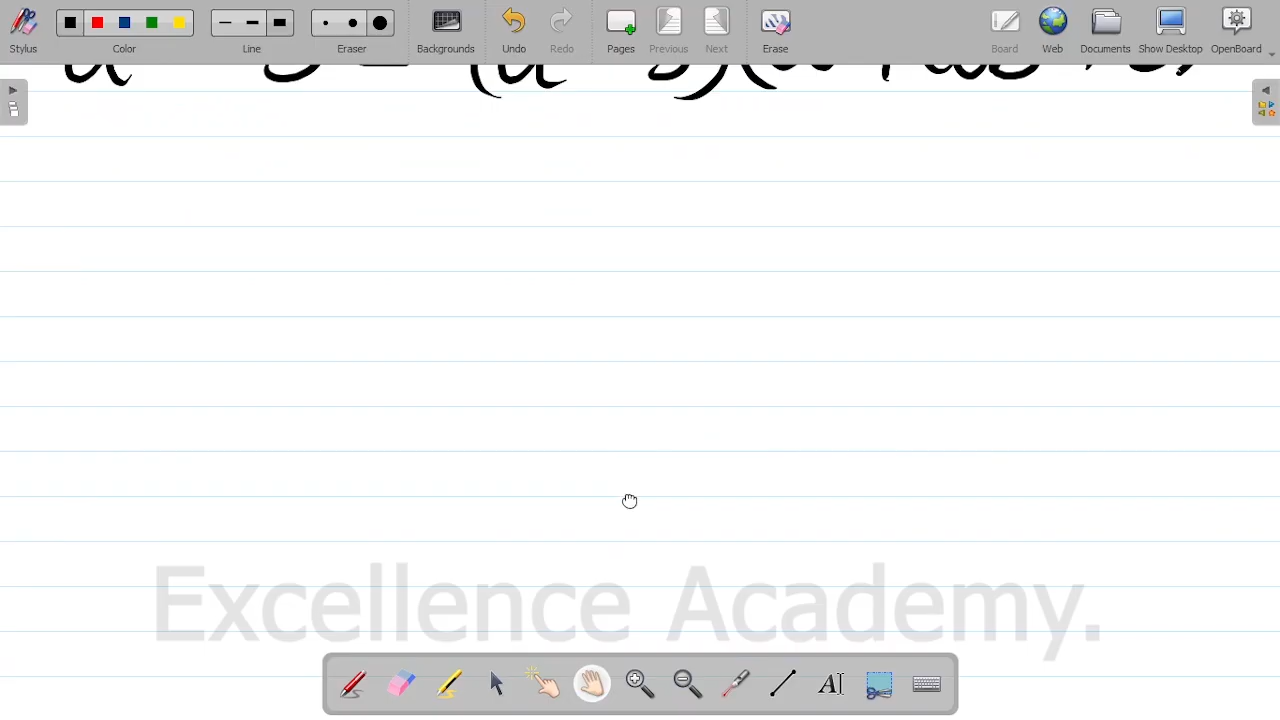 Stylus Color Line Eraser Backgrounds Undo Redo Pages Previous Next Erase Board Web Documents Show Desktop OpenBoard
Excellence Academy.